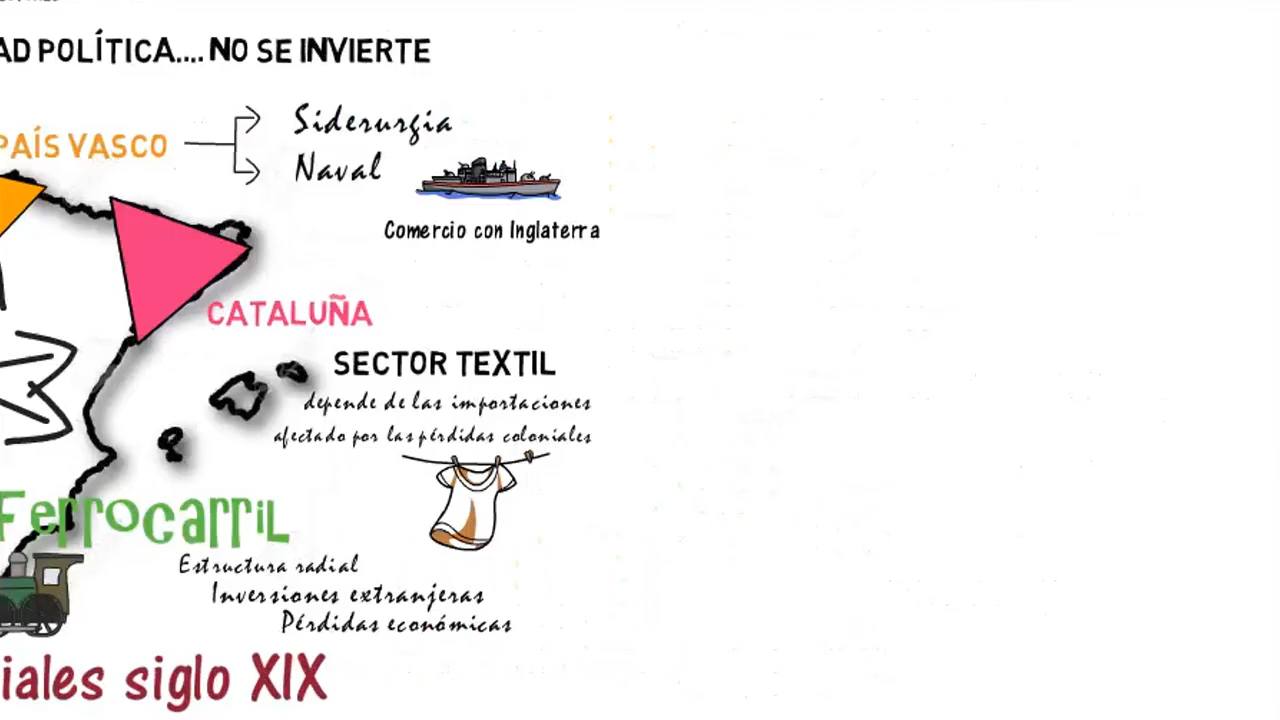 AD POLÍTICA.... NO SE INVIERTE
PAÍS VASCO
Siderurgia
Naval
Comercio con Inglaterra
CATALUÑA
SECTOR TEXTIL
depende de las importaciones
afectado por las pérdidas coloniales
Ferrocarril
Estructura radial
Inversiones extranjeras
Pérdidas económicas
iales siglo XIX